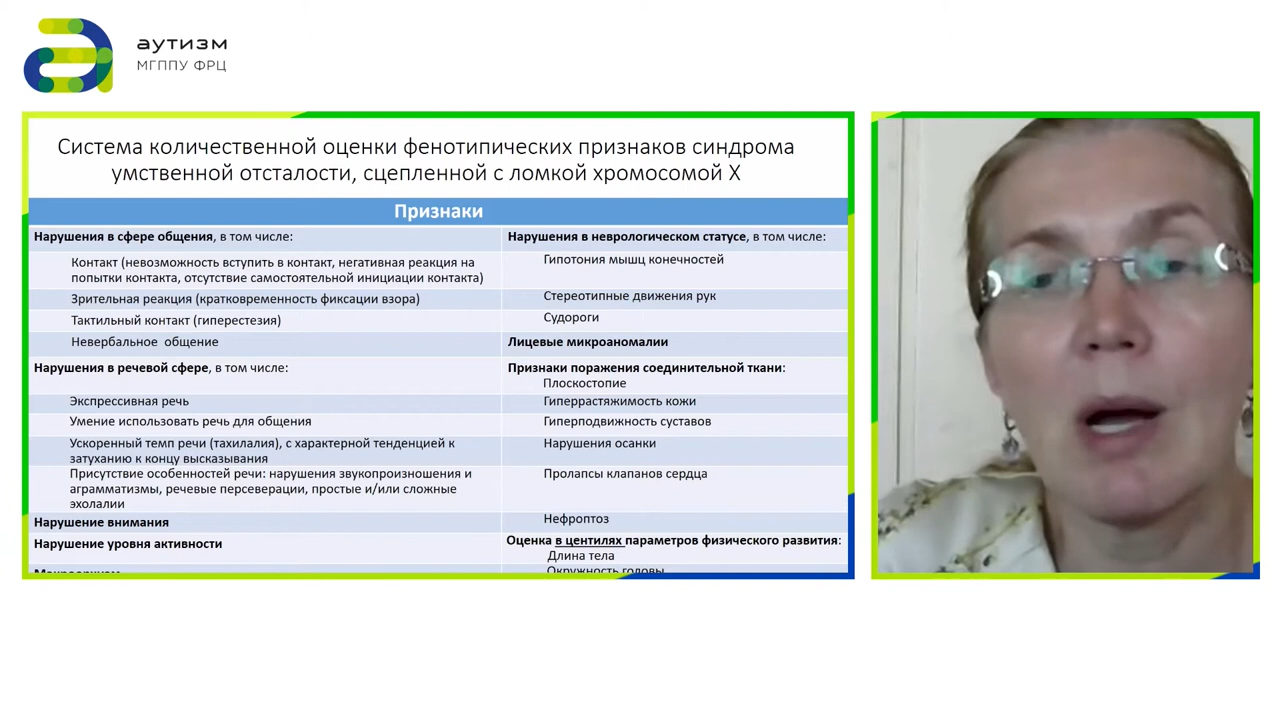 аутизм
МГППУ ФРЦ
Система количественной оценки фенотипических признаков синдрома
умственной отсталости, сцепленной с ломкой хромосомой X
Признаки
Нарушения в сфере общения, в том числе:
Контакт (невозможность вступить в контакт, негативная реакция на
попытки контакта, отсутствие самостоятельной инициации контакта)
Зрительная реакция (кратковременность фиксации взора)
Тактильный контакт (гиперестезия)
Невербальное общение
Нарушения в речевой сфере, в том числе:
Экспрессивная речь
Умение использовать речь для общения
Ускоренный темп речи (тахилалия), с характерной тенденцией к
затуханию к концу высказывания
Присутствие особенностей речи: нарушения звукопроизношения и
аграмматизмы, речевые персеверации, простые и/или сложные
эхолалии
Нарушение внимания
Нарушение уровня активности
Нарушения в неврологическом статусе, в том числе:
Гипотония мышц конечностей
Стереотипные движения рук
Судороги
Лицевые микроаномалии
Признаки поражения соединительной ткани:
Плоскостопие
Гиперрастяжимость кожи
Гиперподвижность суставов
Нарушения осанки
Пролапсы клапанов сердца
Нефроптоз
Оценка в центилях параметров физического развития:
Длина тела
Окружность головы